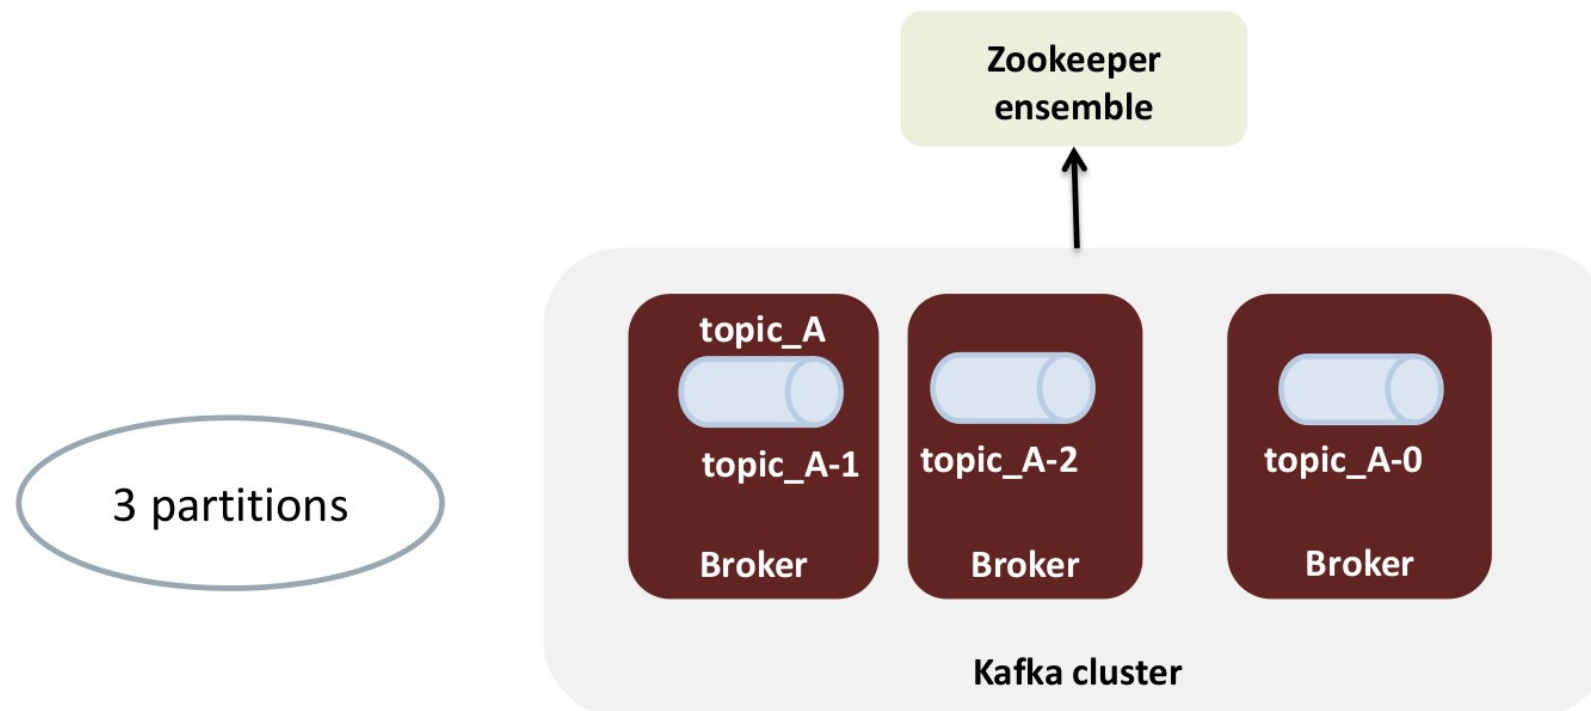 Zookeeper
ensemble
topic_A
topic_A-1
topic_A-2
topic_A-0
3 partitions
Broker
Broker
Broker
Kafka cluster